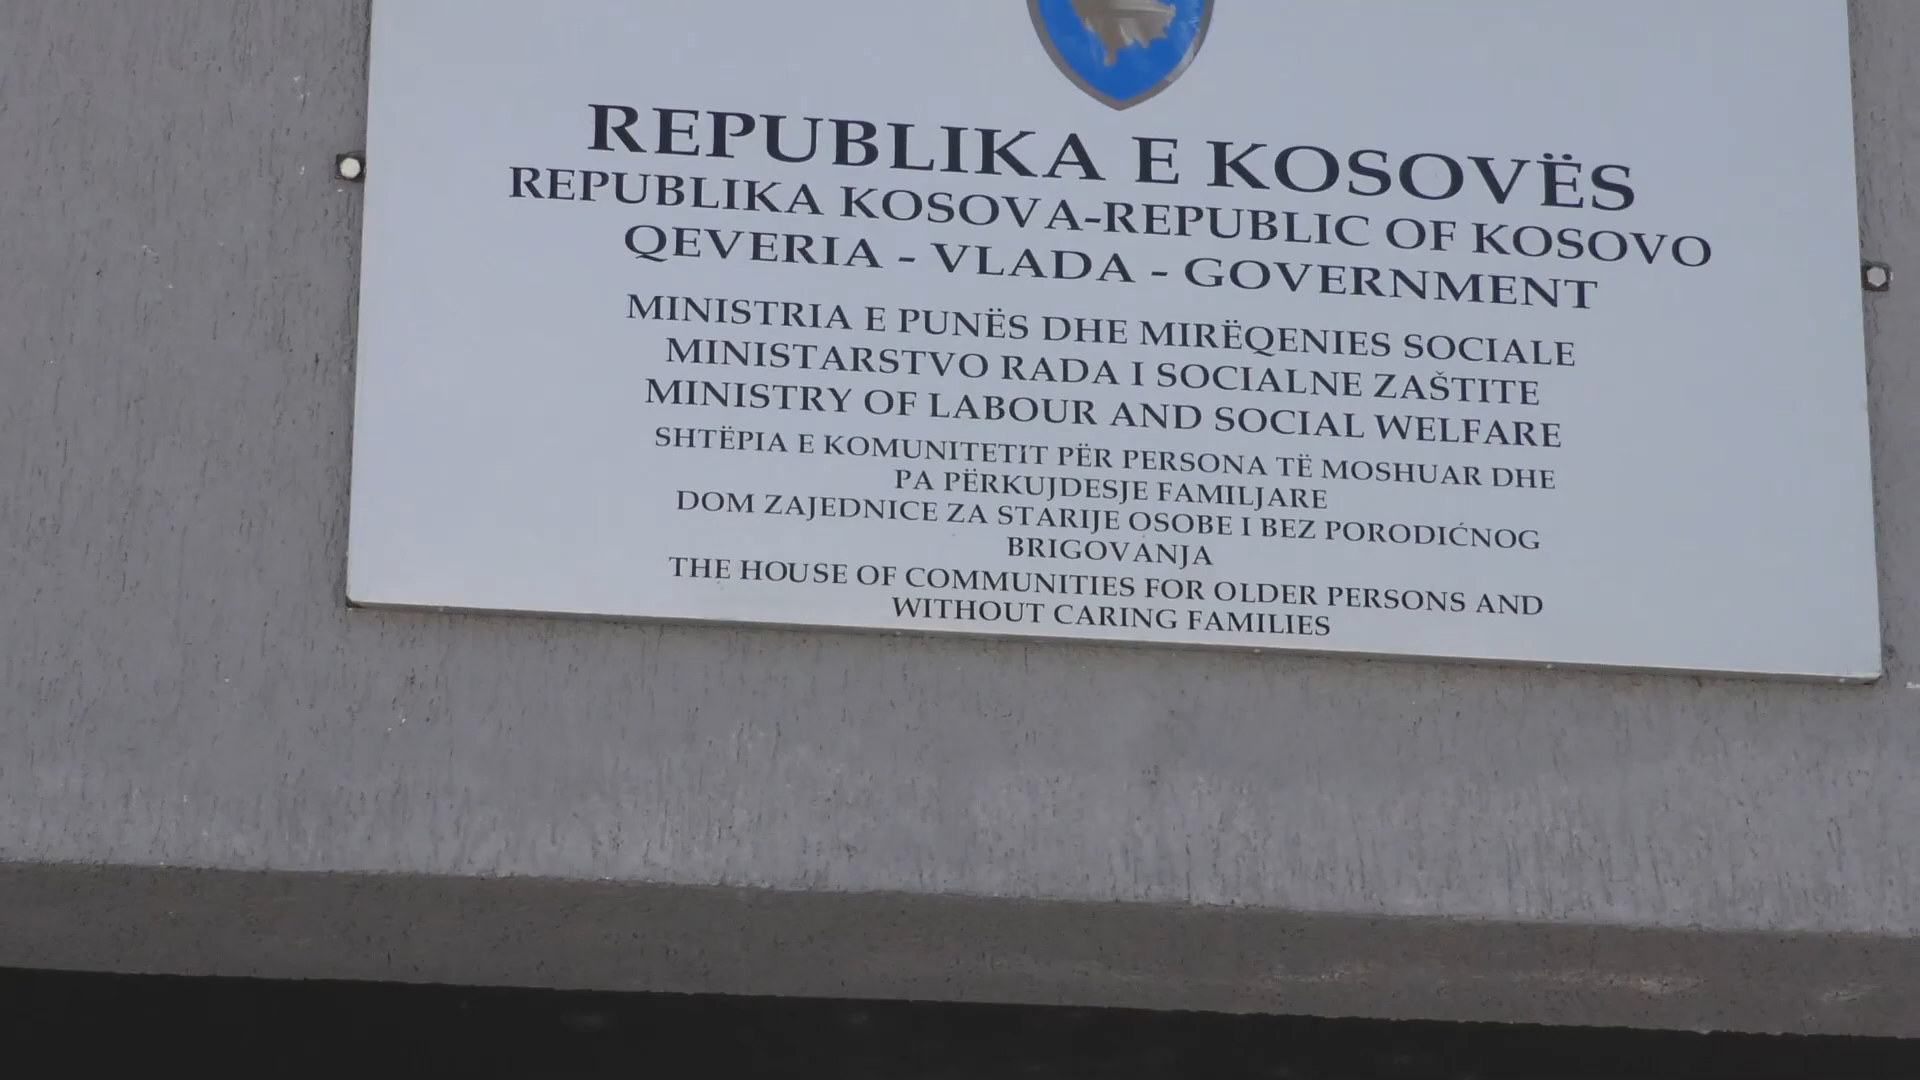 REPUBLIKA E KOSOVËS
REPUBLIKA KOSOVA-REPUBLIC OF KOSOVO
QEVERIA - VLADA - GOVERNMENT
MINISTRIA E PUNËS DHE MIRËQENIES SOCIALE
MINISTARSTVO RADA I SOCIALNE ZAŠTITE
MINISTRY OF LABOUR AND SOCIAL WELFARE
SHTËPIA E KOMUNITETIT PËR PERSONA TË MOSHUAR DHE
PA PËRKUJDESJE FAMILJARE
DOM ZAJEDNICE ZA STARIJE OSOBE I BEZ PORODIĆNOG
BRIGOVANJA
THE HOUSE OF COMMUNITIES FOR OLDER PERSONS AND
WITHOUT CARING FAMILIES